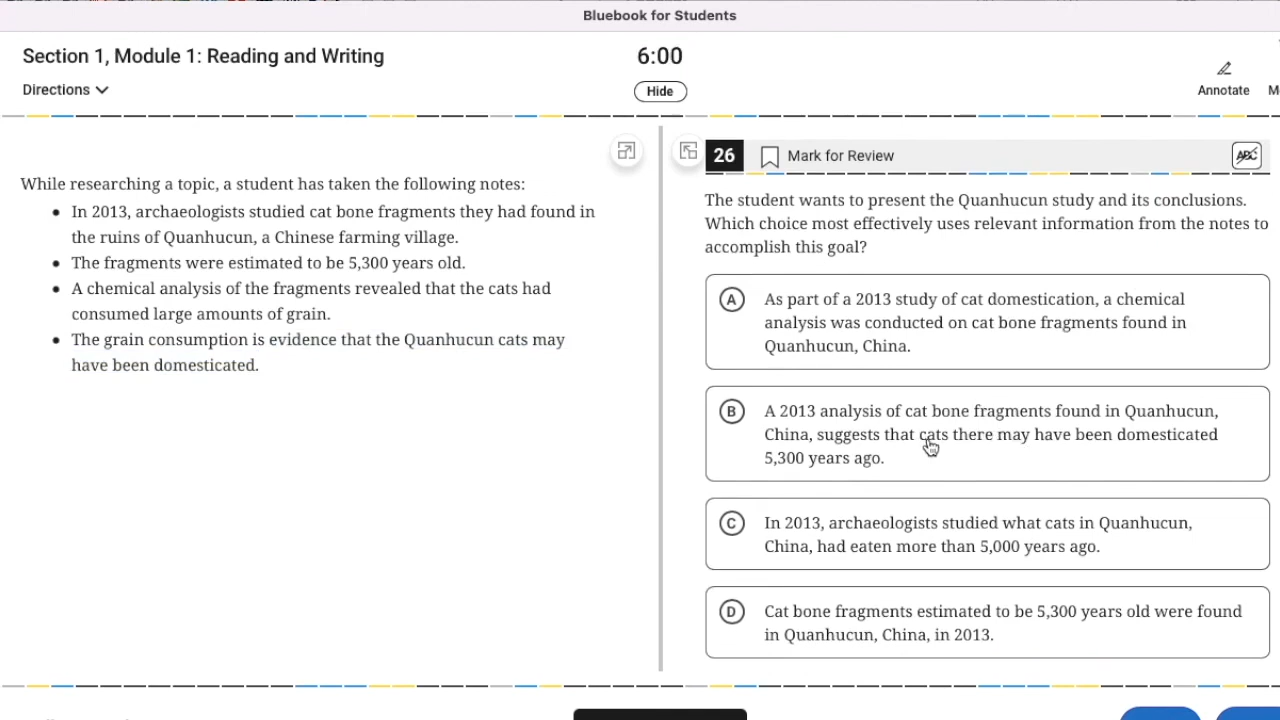 Bluebook for Students
Section 1, Module 1: Reading and Writing
6:00
Directions
Hide
Annotate
While researching a topic, a student has taken the following notes:
• In 2013, archaeologists studied cat bone fragments they had found in
the ruins of Quanhucun, a Chinese farming village.
• The fragments were estimated to be 5,300 years old.
• A chemical analysis of the fragments revealed that the cats had
consumed large amounts of grain.
• The grain consumption is evidence that the Quanhucun cats may
have been domesticated.
26
Mark for Review
ABC
The student wants to present the Quanhucun study and its conclusions.
Which choice most effectively uses relevant information from the notes to
accomplish this goal?
A As part of a 2013 study of cat domestication, a chemical
analysis was conducted on cat bone fragments found in
Quanhucun, China.
B A 2013 analysis of cat bone fragments found in Quanhucun,
China, suggests that cats there may have been domesticated
5,300 years ago.
C In 2013, archaeologists studied what cats in Quanhucun,
China, had eaten more than 5,000 years ago.
D Cat bone fragments estimated to be 5,300 years old were found
in Quanhucun, China, in 2013.